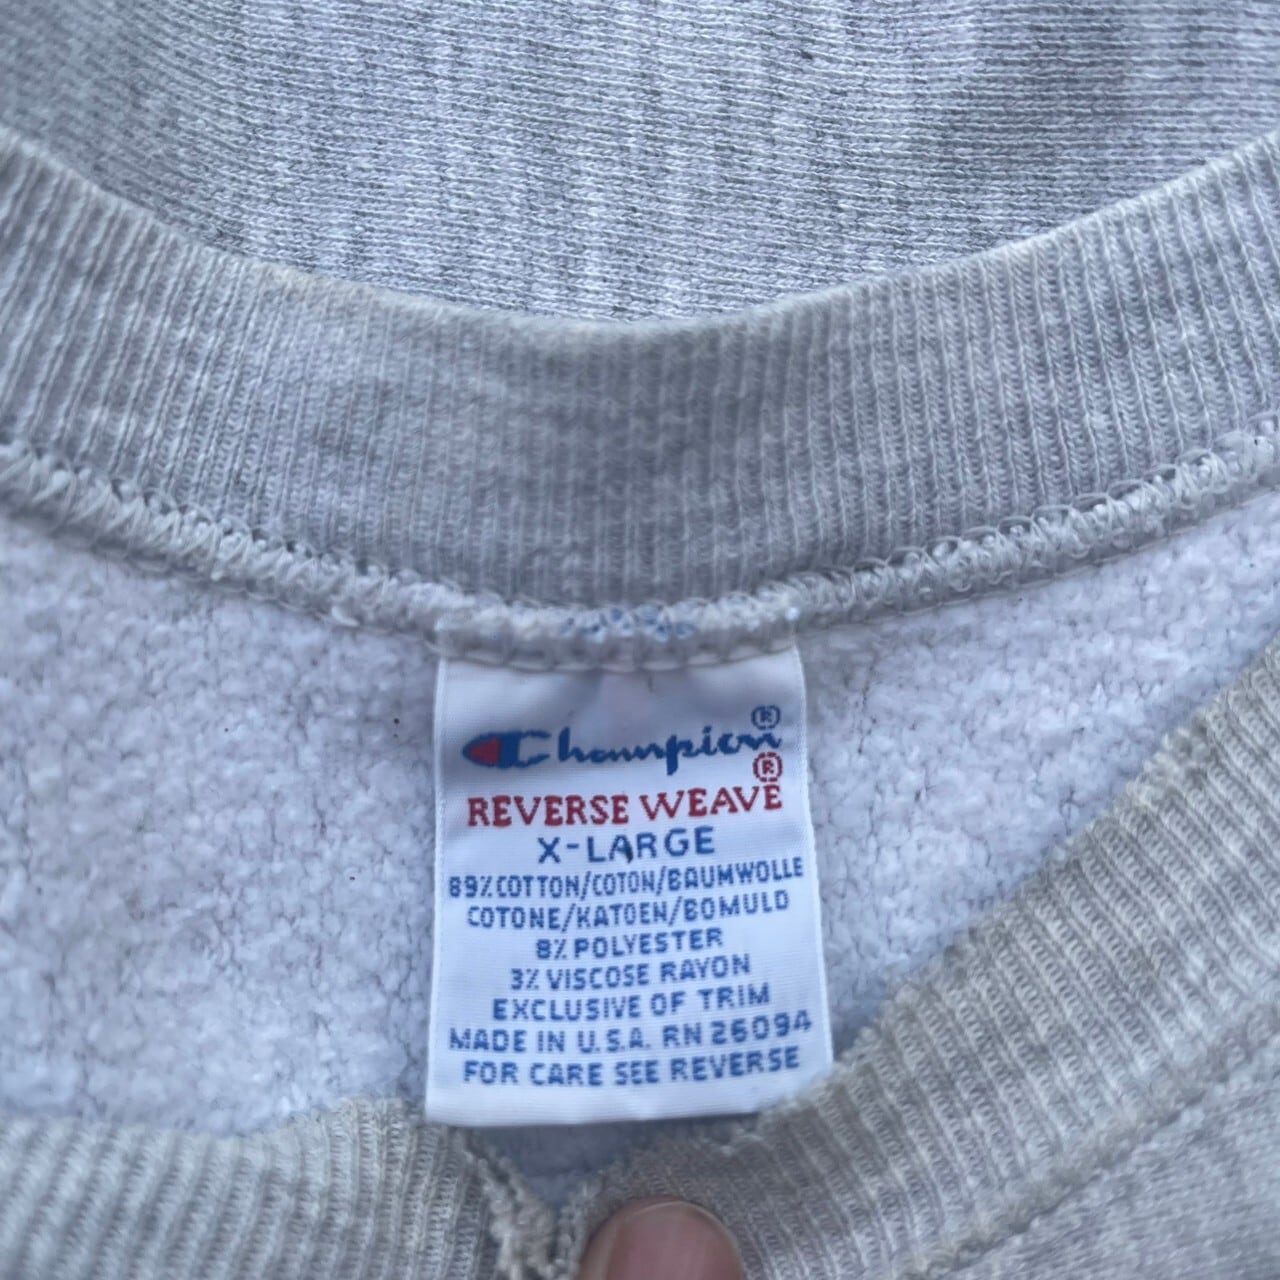 Champion®
REVERSE WEAVE®
X-LARGE
89% COTTON/COTON/BAUMWOLLE
COTONE/KATOEN/BOMULD
8% POLYESTER
3% VISCOSE RAYON
EXCLUSIVE OF TRIM
MADE IN U.S.A. RN 26094
FOR CARE SEE REVERSE